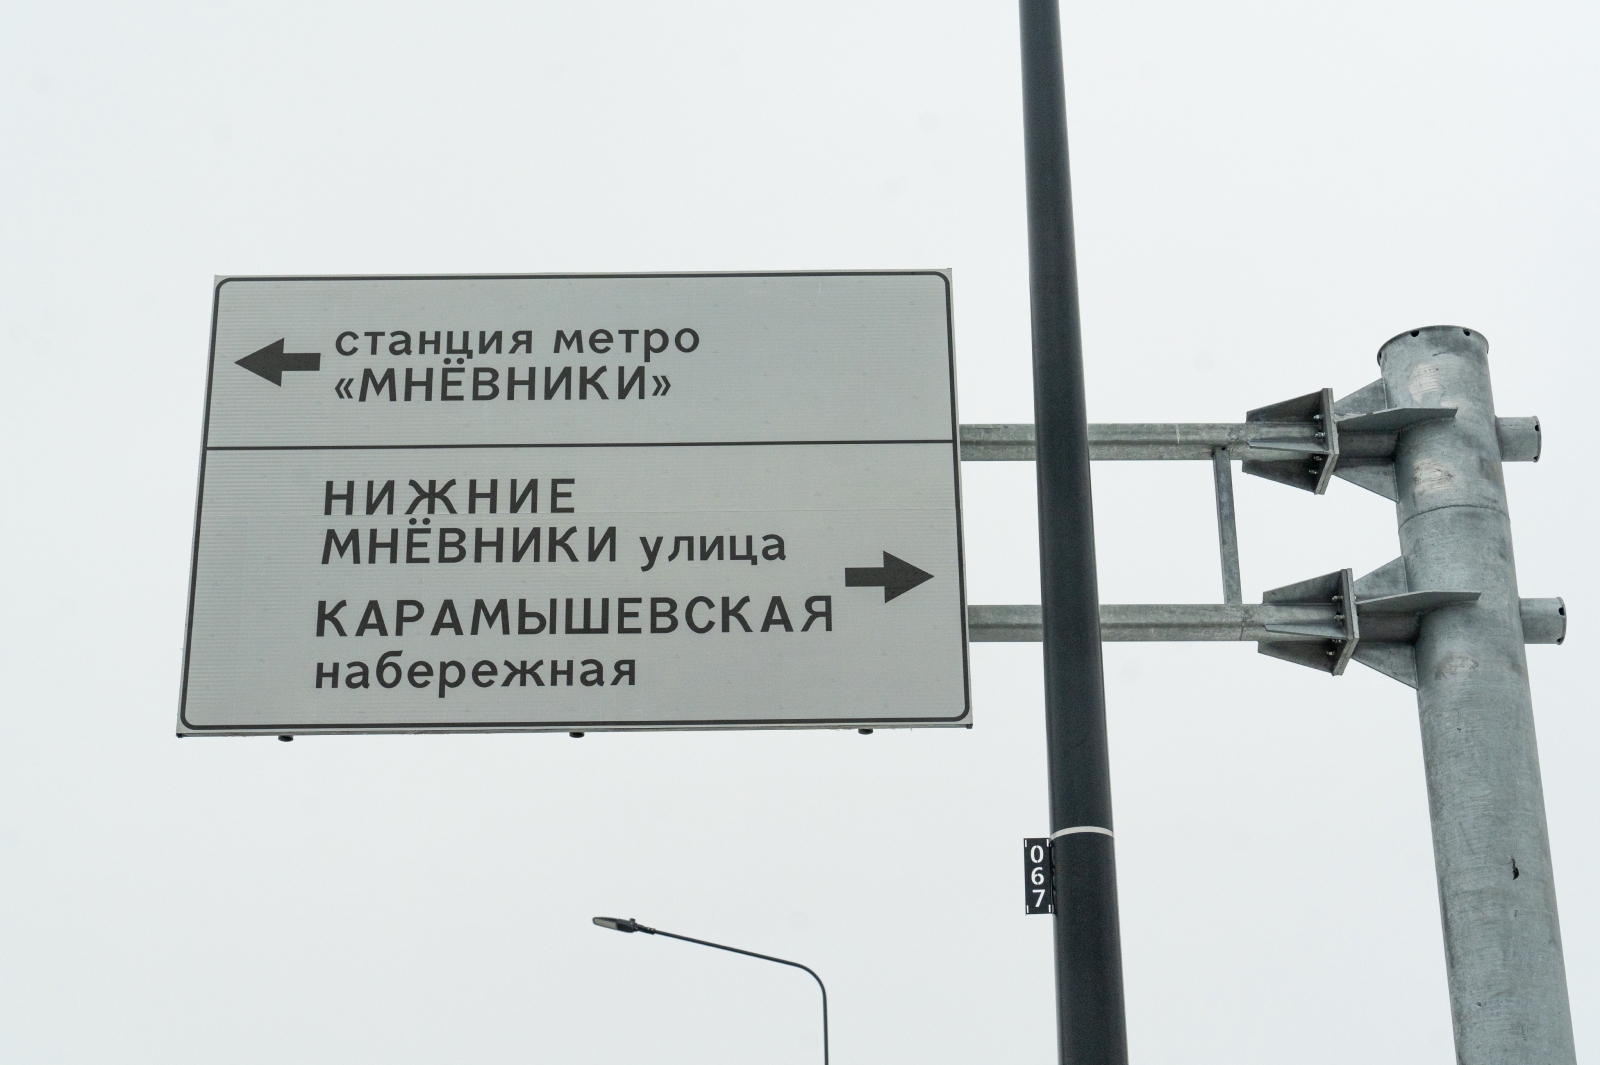 станция метро
«МНЁВНИКИ»
НИЖНИЕ
МНЁВНИКИ улица
КАРАМЫШЕВСКАЯ
набережная
067